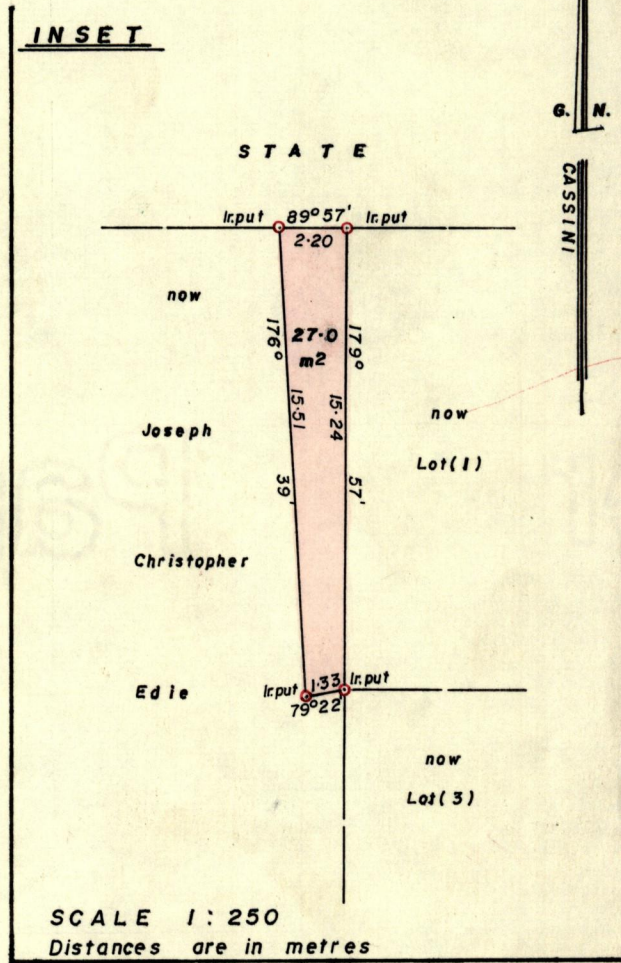 INSET
G. N.
CASSINI
STATE
Ir.put 89°57' Ir.put
2·20
now
176° 39'
15·51
27·0
m2
179° 57'
15·24
Joseph
now
Lot(1)
Christopher
Edie
Ir.put 1·33 Ir.put
79°22'
now
Lot(3)
SCALE 1:250
Distances are in metres